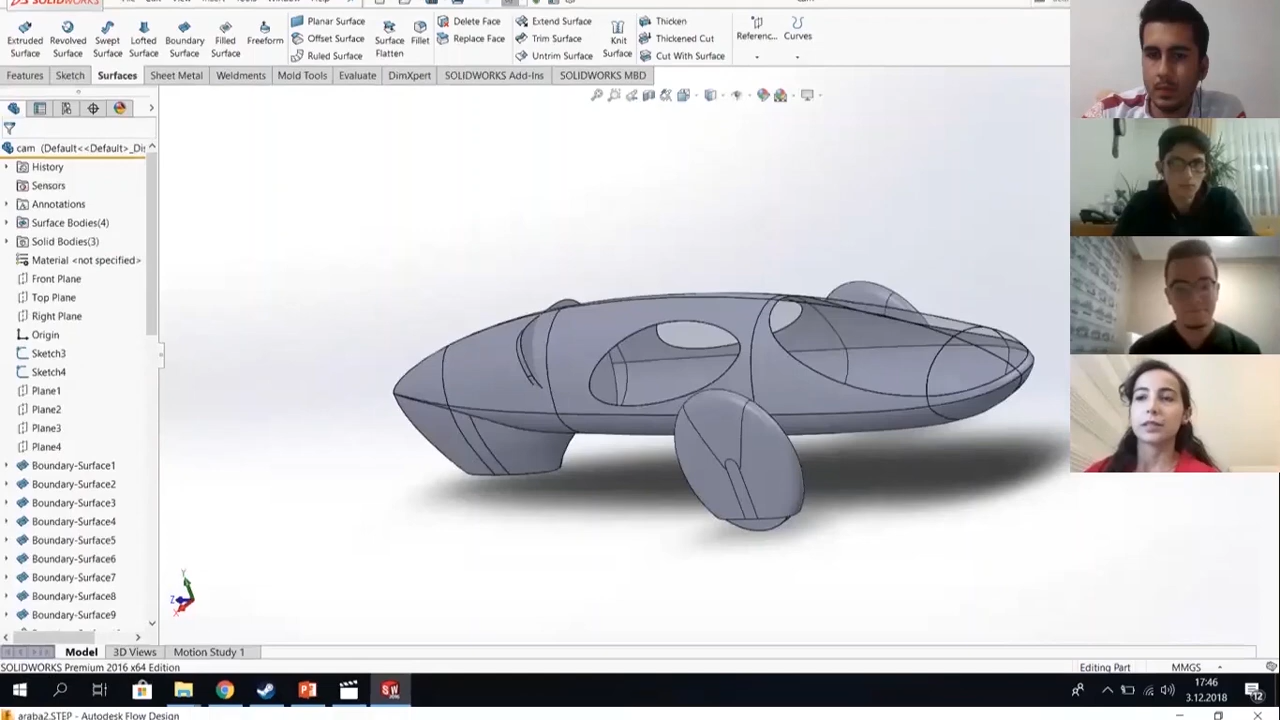 SOLIDWORKS
Extruded Surface
Revolved Surface
Swept Surface
Lofted Surface
Boundary Surface
Filled Surface
Freeform
Planar Surface
Offset Surface
Ruled Surface
Surface Flatten
Fillet
Delete Face
Replace Face
Extend Surface
Trim Surface
Untrim Surface
Knit Surface
Thicken
Thickened Cut
Cut With Surface
Referenc...
Curves
Features Sketch Surfaces Sheet Metal Weldments Mold Tools Evaluate DimXpert SOLIDWORKS Add-Ins SOLIDWORKS MBD
cam (Default<<Default>_Di
History
Sensors
Annotations
Surface Bodies(4)
Solid Bodies(3)
Material <not specified>
Front Plane
Top Plane
Right Plane
Origin
Sketch3
Sketch4
Plane1
Plane2
Plane3
Plane4
Boundary-Surface1
Boundary-Surface2
Boundary-Surface3
Boundary-Surface4
Boundary-Surface5
Boundary-Surface6
Boundary-Surface7
Boundary-Surface8
Boundary-Surface9
Y
Z
X
Model 3D Views Motion Study 1
SOLIDWORKS Premium 2016 x64 Edition
Editing Part MMGS
17:46
3.12.2018
12
araba2.STEP - Autodesk Flow Design